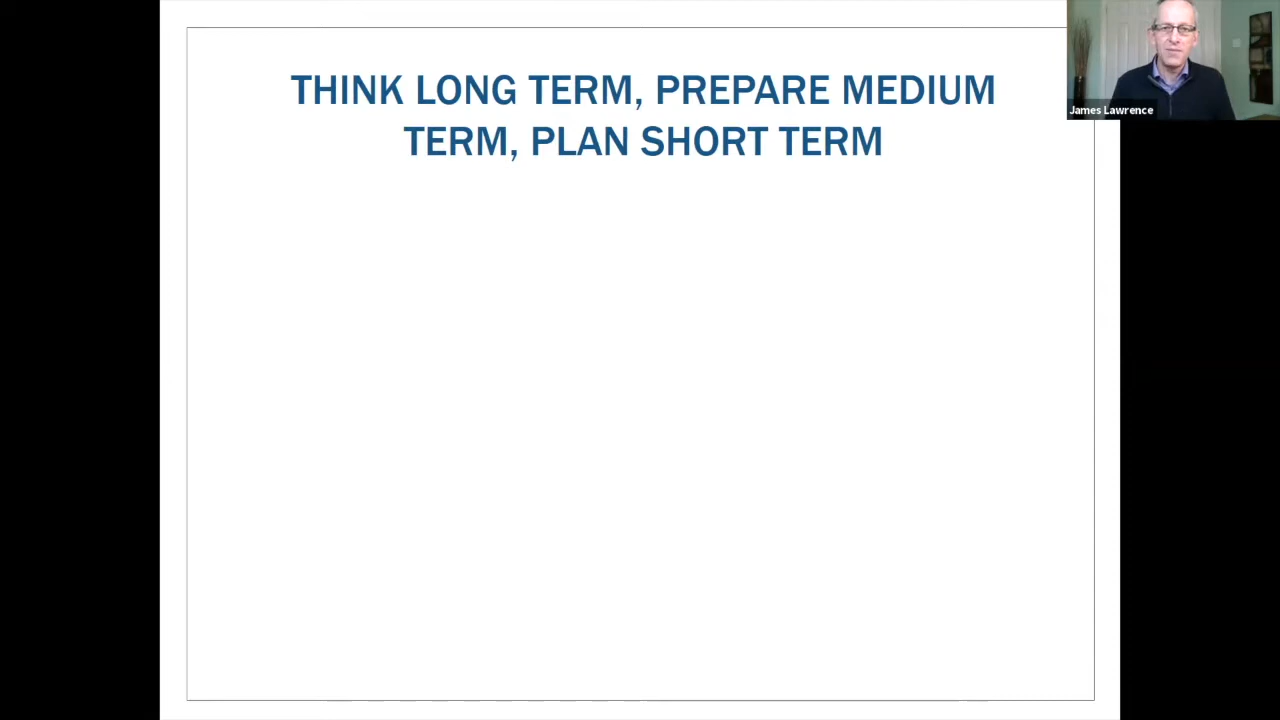 THINK LONG TERM, PREPARE MEDIUM
TERM, PLAN SHORT TERM
James Lawrence